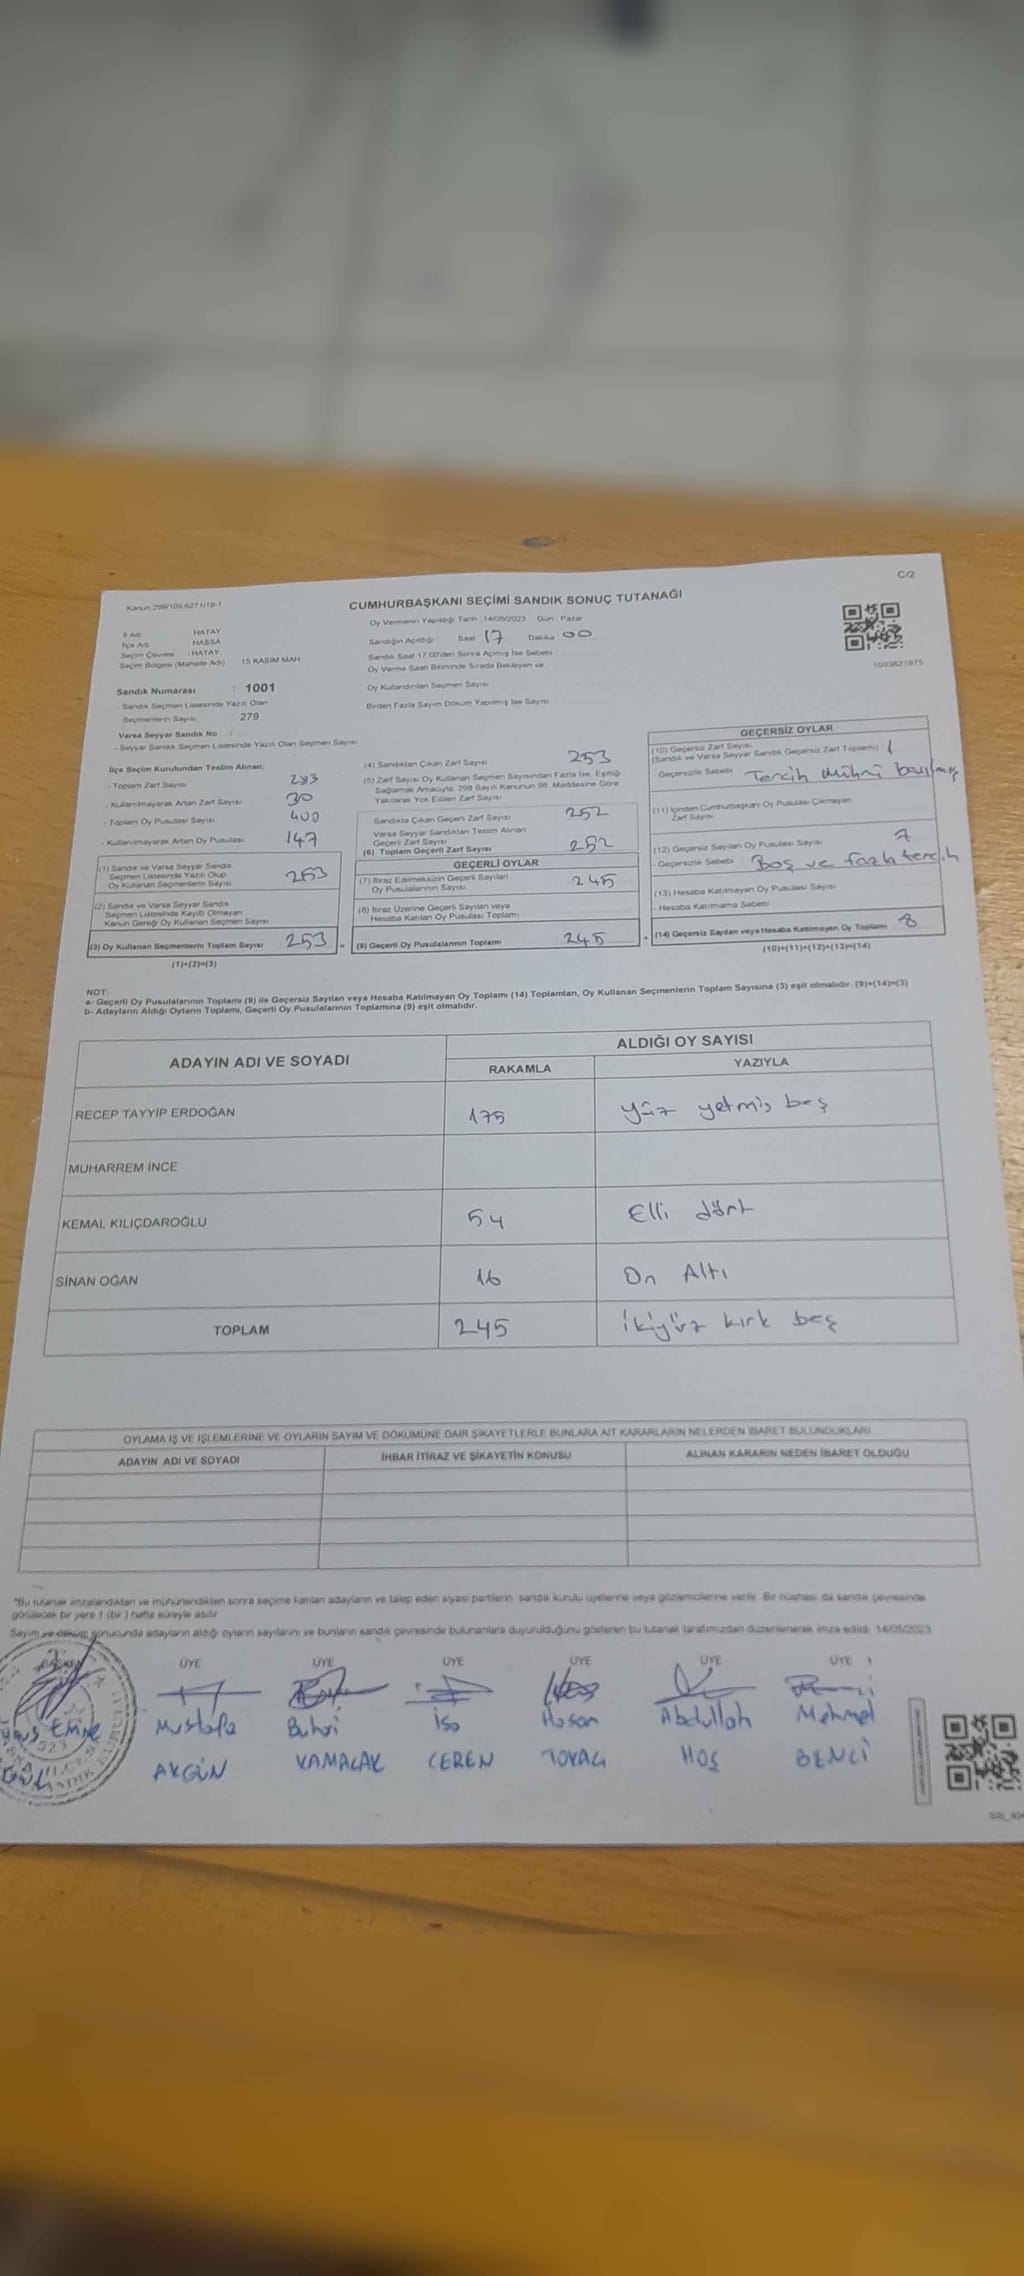 C/2
Kanun 298/105;6271/18-1
CUMHURBAŞKANI SEÇİMİ SANDIK SONUÇ TUTANAĞI
İl Adı HATAY
İlçe Adı HASSA
Seçim Çevresi : HATAY
Seçim Bölgesi (Mahalle Adı) 15 KASIM MAH
Oy Vermenin Yapıldığı Tarih 14/05/2023 Gün Pazar
Sandığın Açıldığı Saat 17 Dakika 00
Sandık Saat 17:00'den Sonra Açılmış İse Sebebi
Oy Verme Saati Bitiminde Sırada Bekleyen ve
Oy Kullandırılan Seçmen Sayısı
Birden Fazla Sayım Döküm Yapılmış İse Sayısı
1003821975
Sandık Numarası : 1001
- Sandık Seçmen Listesinde Yazılı Olan
Seçmenlerin Sayısı : 279
Varsa Seyyar Sandık No :
- Seyyar Sandık Seçmen Listesinde Yazılı Olan Seçmen Sayısı
İlçe Seçim Kurulundan Teslim Alınan;
- Toplam Zarf Sayısı 283
- Kullanılmayarak Artan Zarf Sayısı 30
- Toplam Oy Pusulası Sayısı 400
- Kullanılmayarak Artan Oy Pusulası 147
(1) Sandık ve Varsa Seyyar Sandık
Seçmen Listesinde Yazılı Olup
Oy Kullanan Seçmenlerin Sayısı 253
(2) Sandık ve Varsa Seyyar Sandık
Seçmen Listesinde Kayıtlı Olmayan
Kanun Gereği Oy Kullanan Seçmen Sayısı
(3) Oy Kullanan Seçmenlerin Toplam Sayısı 253
(1)+(2)=(3)
(4) Sandıktan Çıkan Zarf Sayısı 253
(5) Zarf Sayısı Oy Kullanan Seçmen Sayısından Fazla İse, Eşitliği
Sağlamak Amacıyla, 298 Sayılı Kanunun 98. Maddesine Göre
Yakılarak Yok Edilen Zarf Sayısı
Sandıkta Çıkan Geçerli Zarf Sayısı 252
Varsa Seyyar Sandıktan Teslim Alınan
Geçerli Zarf Sayısı
(6) Toplam Geçerli Zarf Sayısı 252
GEÇERLİ OYLAR
(7) İtiraz Edilmeksizin Geçerli Sayılan
Oy Pusulalarının Sayısı 245
(8) İtiraz Üzerine Geçerli Sayılan veya
Hesaba Katılan Oy Pusulası Toplamı
= (9) Geçerli Oy Pusulalarının Toplamı 245
GEÇERSİZ OYLAR
(10) Geçersiz Zarf Sayısı
(Sandık ve Varsa Seyyar Sandık Geçersiz Zarf Toplamı) 1
- Geçersizlik Sebebi Tercih mührü basılmış
(11) İçinden Cumhurbaşkanı Oy Pusulası Çıkmayan
Zarf Sayısı
(12) Geçersiz Sayılan Oy Pusulası Sayısı 7
- Geçersizlik Sebebi Boş ve fazla tercih
(13) Hesaba Katılmayan Oy Pusulası Sayısı
- Hesaba Katılmama Sebebi
+ (14) Geçersiz Sayılan veya Hesaba Katılmayan Oy Toplamı 8
(10)+(11)+(12)+(13)=(14)
NOT:
a- Geçerli Oy Pusulalarının Toplamı (9) ile Geçersiz Sayılan veya Hesaba Katılmayan Oy Toplamı (14) Toplamları, Oy Kullanan Seçmenlerin Toplam Sayısına (3) eşit olmalıdır. (9)+(14)=(3)
b- Adayların Aldığı Oyların Toplamı, Geçerli Oy Pusulalarının Toplamına (9) eşit olmalıdır.
ADAYIN ADI VE SOYADI ALDIĞI OY SAYISI
RAKAMLA YAZIYLA
RECEP TAYYİP ERDOĞAN 175 yüz yetmiş beş
MUHARREM İNCE
KEMAL KILIÇDAROĞLU 54 Elli dört
SİNAN OĞAN 16 On Altı
TOPLAM 245 ikiyüz kırk beş
OYLAMA İŞ VE İŞLEMLERİNE VE OYLARIN SAYIM VE DÖKÜMÜNE DAİR ŞİKAYETLERLE BUNLARA AİT KARARLARIN NELERDEN İBARET BULUNDUKLARI
ADAYIN ADI VE SOYADI İHBAR İTİRAZ VE ŞİKAYETİN KONUSU ALINAN KARARIN NEDEN İBARET OLDUĞU
*Bu tutanak imzalandıktan ve mühürlendikten sonra seçime katılan adayların ve talep eden siyasi partilerin sandık kurulu üyelerine veya gözlemcilerine verilir. Bir nüshası da sandık çevresinde
görülecek bir yere 1 (bir ) hafta süreyle asılır
Sayım ve döküm sonucunda adayların aldığı oyların sayılarını ve bunların sandık çevresinde bulunanlara duyurulduğunu gösteren bu tutanak tarafımızdan düzenlenerek imza edildi. 14/05/2023
BAŞKAN ÜYE ÜYE ÜYE ÜYE ÜYE ÜYE
Yunus Emre Mustafa Bahri İsa Hasan Abdullah Mehmet
AKGÜN KAMALAK CEREN HOŞ BENLİ